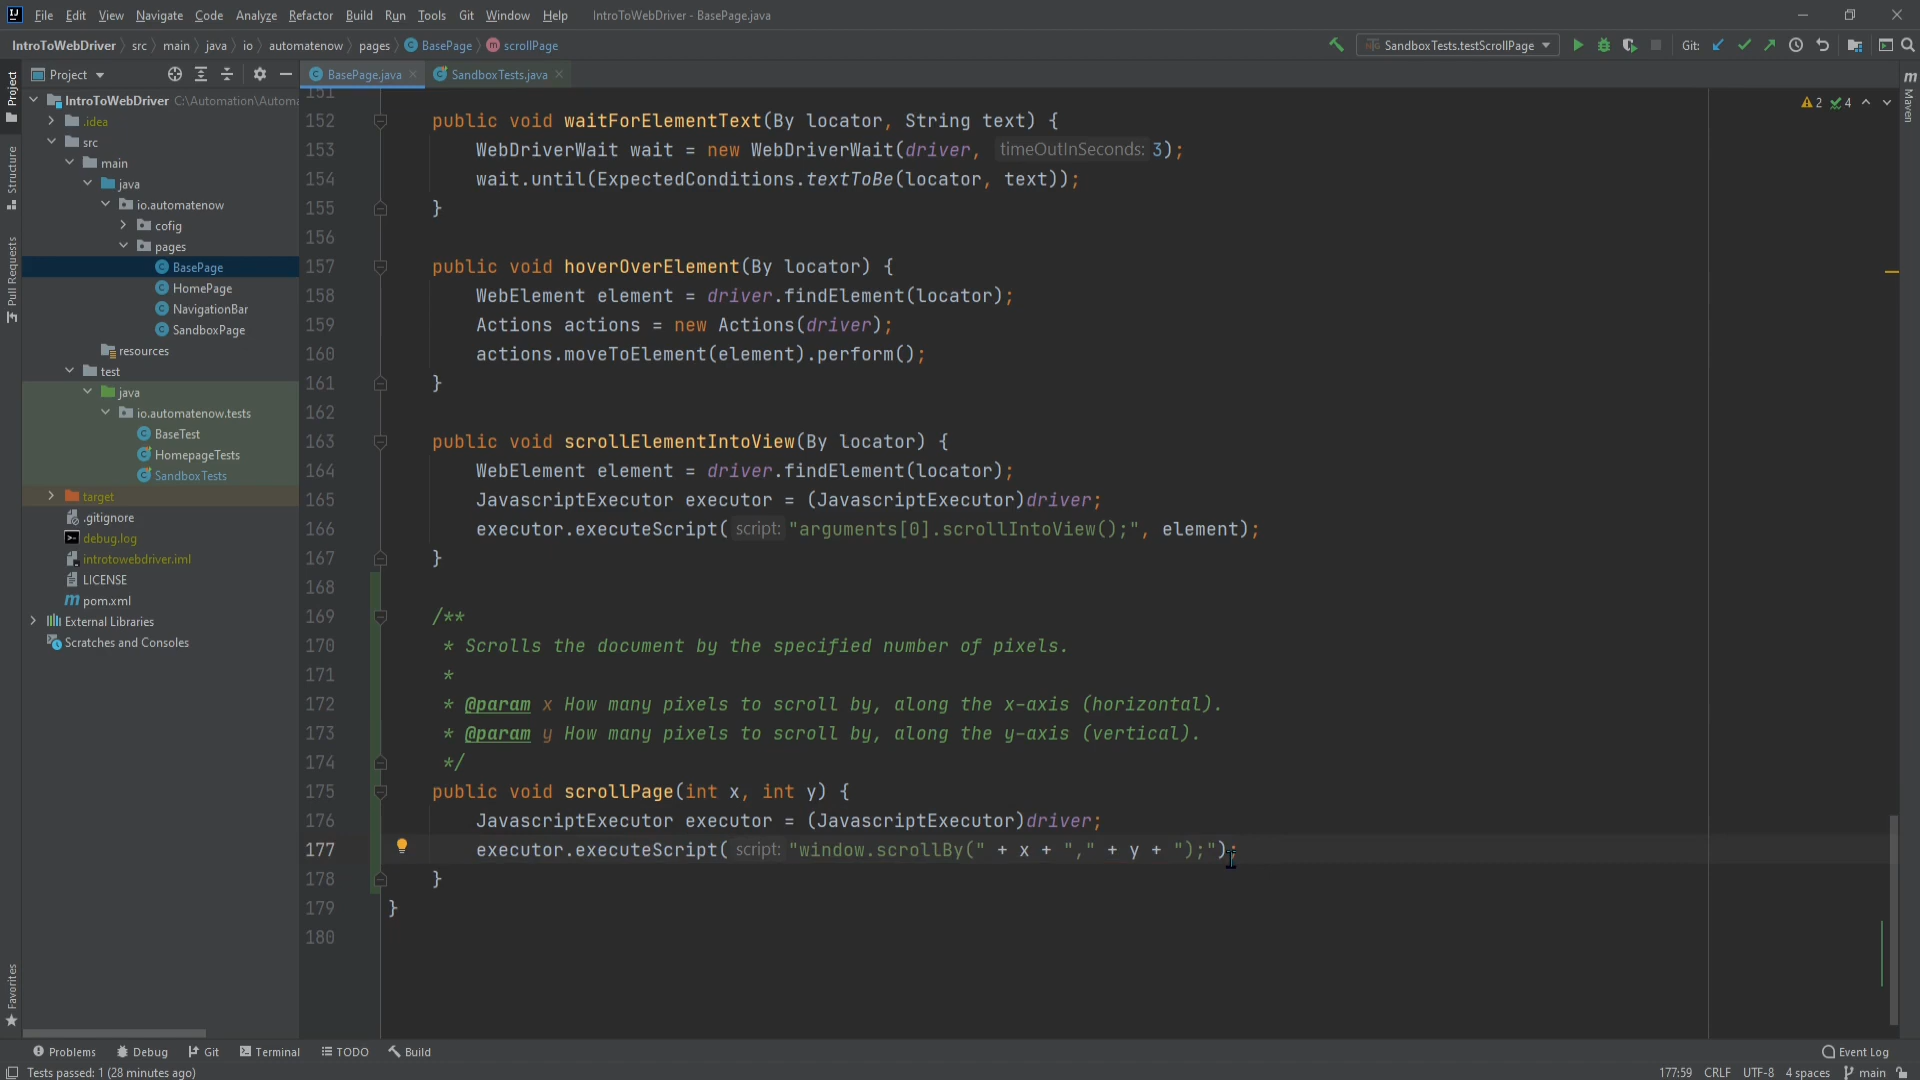 File Edit View Navigate Code Analyze Refactor Build Run Tools Git Window Help IntroToWebDriver - BasePage.java
IntroToWebDriver src main java io automatenow pages BasePage scrollPage SandboxTests.testScrollPage Git:
Project BasePage.java SandboxTests.java
Project
Structure
Pull Requests
Favorites
Maven
IntroToWebDriver C:\Automation\Automa
.idea
src
main
java
io.automatenow
cofig
pages
BasePage
HomePage
NavigationBar
SandboxPage
resources
test
java
io.automatenow.tests
BaseTest
HomepageTests
SandboxTests
target
.gitignore
debug.log
introtowebdriver.iml
LICENSE
pom.xml
External Libraries
Scratches and Consoles
2 4
151
152 public void waitForElementText(By locator, String text) {
153 WebDriverWait wait = new WebDriverWait(driver, timeOutInSeconds: 3);
154 wait.until(ExpectedConditions.textToBe(locator, text));
155 }
156
157 public void hoverOverElement(By locator) {
158 WebElement element = driver.findElement(locator);
159 Actions actions = new Actions(driver);
160 actions.moveToElement(element).perform();
161 }
162
163 public void scrollElementIntoView(By locator) {
164 WebElement element = driver.findElement(locator);
165 JavascriptExecutor executor = (JavascriptExecutor)driver;
166 executor.executeScript( script: "arguments[0].scrollIntoView();", element);
167 }
168
169 /**
170 * Scrolls the document by the specified number of pixels.
171 *
172 * @param x How many pixels to scroll by, along the x-axis (horizontal).
173 * @param y How many pixels to scroll by, along the y-axis (vertical).
174 */
175 public void scrollPage(int x, int y) {
176 JavascriptExecutor executor = (JavascriptExecutor)driver;
177 executor.executeScript( script: "window.scrollBy(" + x + "," + y + ");");
178 }
179 }
180
Problems Debug Git Terminal TODO Build Event Log
Tests passed: 1 (28 minutes ago) 177:59 CRLF UTF-8 4 spaces main